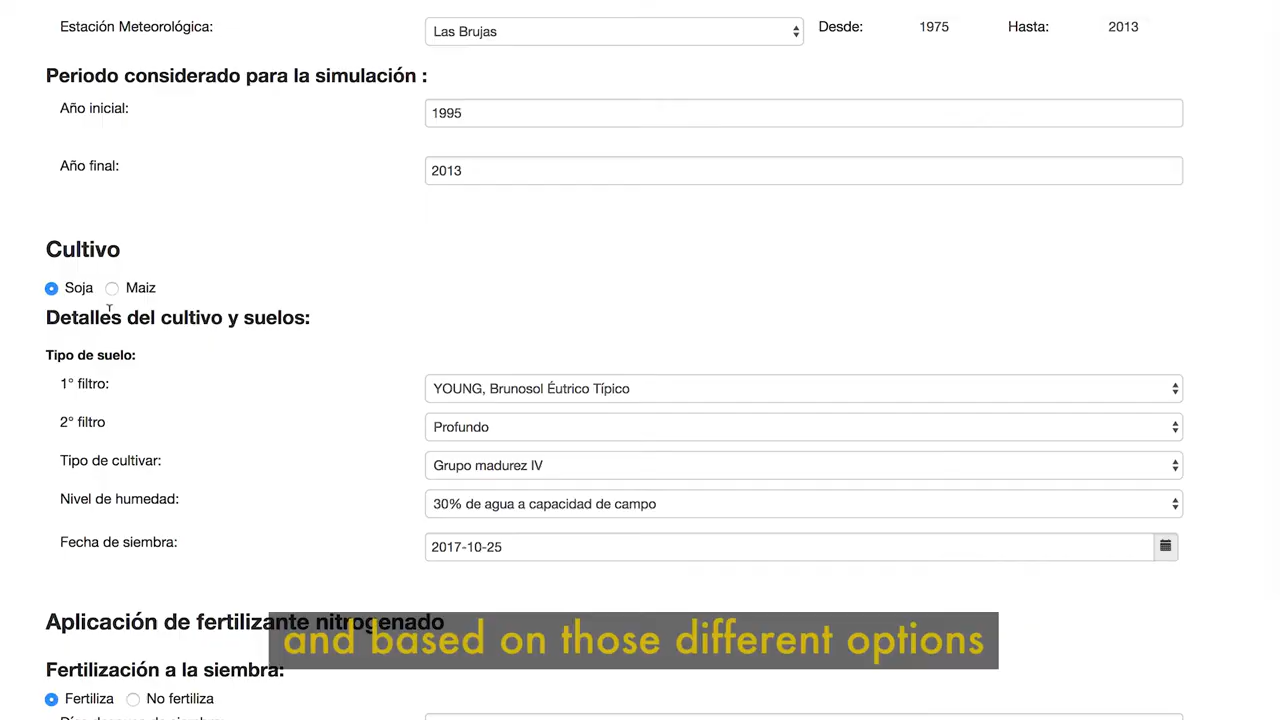 Estación Meteorológica: Las Brujas Desde: 1975 Hasta: 2013
Periodo considerado para la simulación :
Año inicial: 1995
Año final: 2013
Cultivo
Soja Maiz
Detalles del cultivo y suelos:
Tipo de suelo:
1° filtro: YOUNG, Brunosol Éutrico Típico
2° filtro Profundo
Tipo de cultivar: Grupo madurez IV
Nivel de humedad: 30% de agua a capacidad de campo
Fecha de siembra: 2017-10-25
Aplicación de fertilizante nitrogenado
and based on those different options
Fertilización a la siembra:
Fertiliza No fertiliza